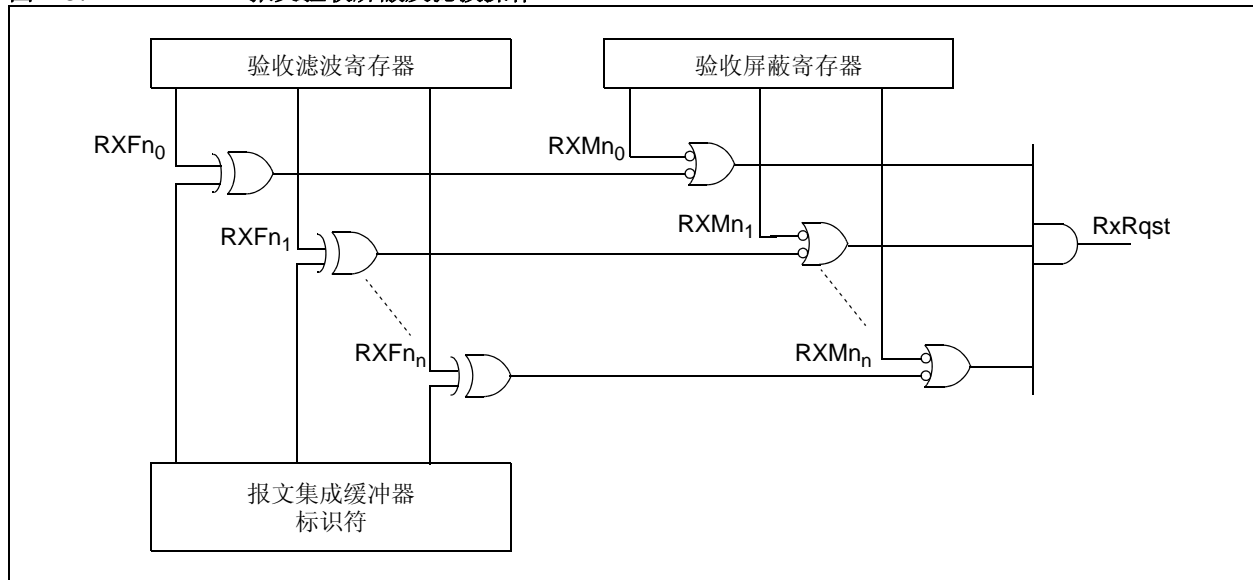 验收滤波寄存器
验收屏蔽寄存器
RXFn0
RXMn0
RXFn1
RXMn1
RxRqst
RXFnn
RXMnn
报文集成缓冲器
标识符